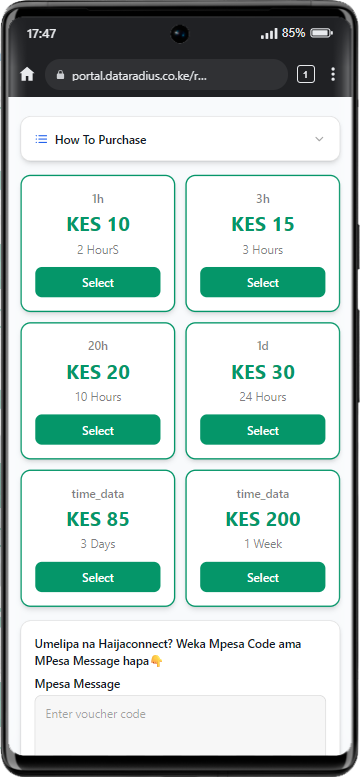 17:47
85%
portal.dataradius.co.ke/r...
1
How To Purchase
1h
KES 10
2 HourS
Select
3h
KES 15
3 Hours
Select
20h
KES 20
10 Hours
Select
1d
KES 30
24 Hours
Select
time_data
KES 85
3 Days
Select
time_data
KES 200
1 Week
Select
Umelipa na Haijaconnect? Weka Mpesa Code ama
MPesa Message hapa👇
Mpesa Message
Enter voucher code